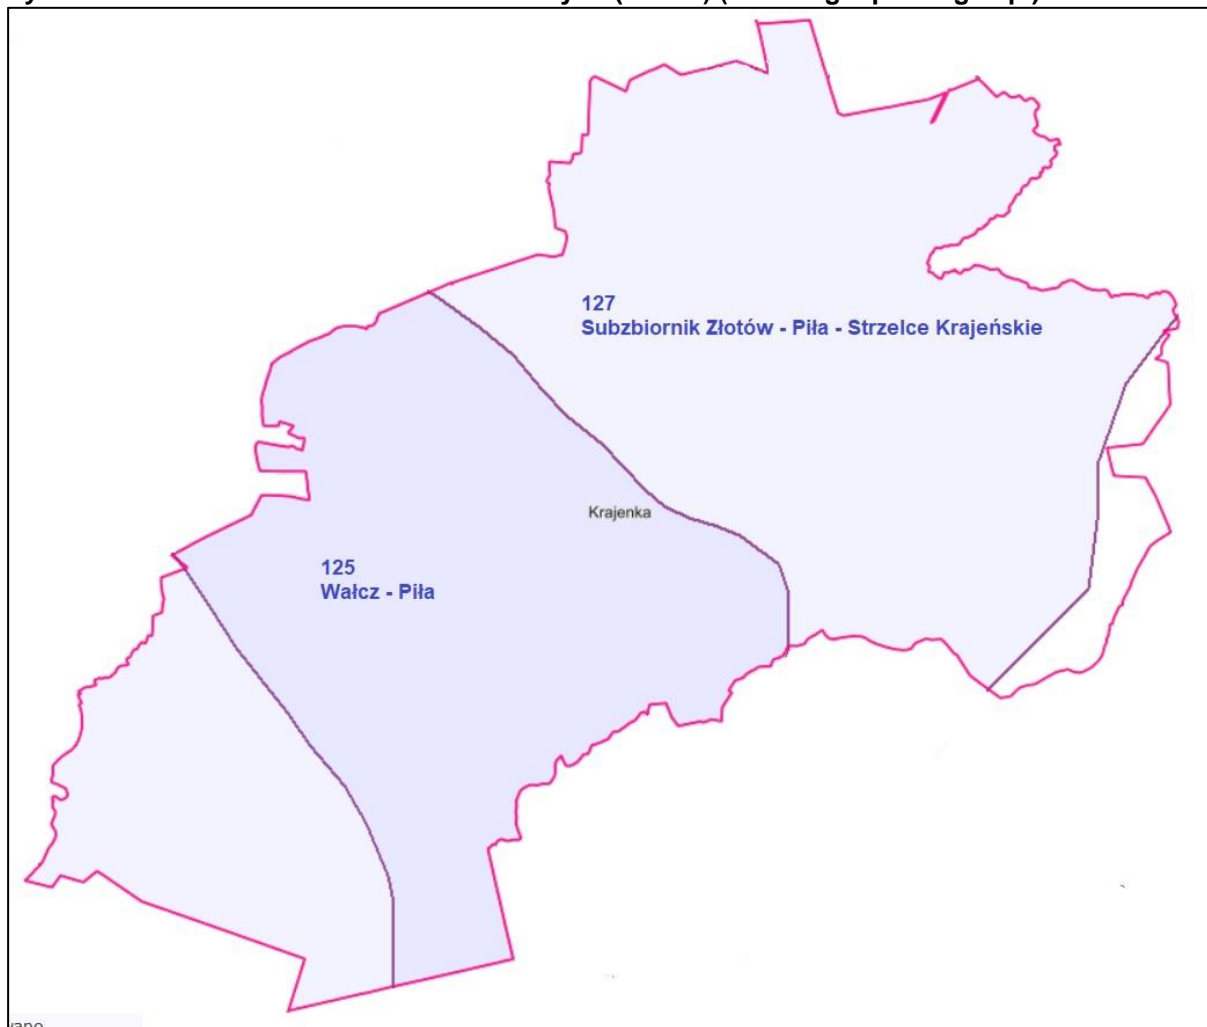 127
Subzbiornik Złotów - Piła - Strzelce Krajeńskie
Krajenka
125
Wałcz - Piła